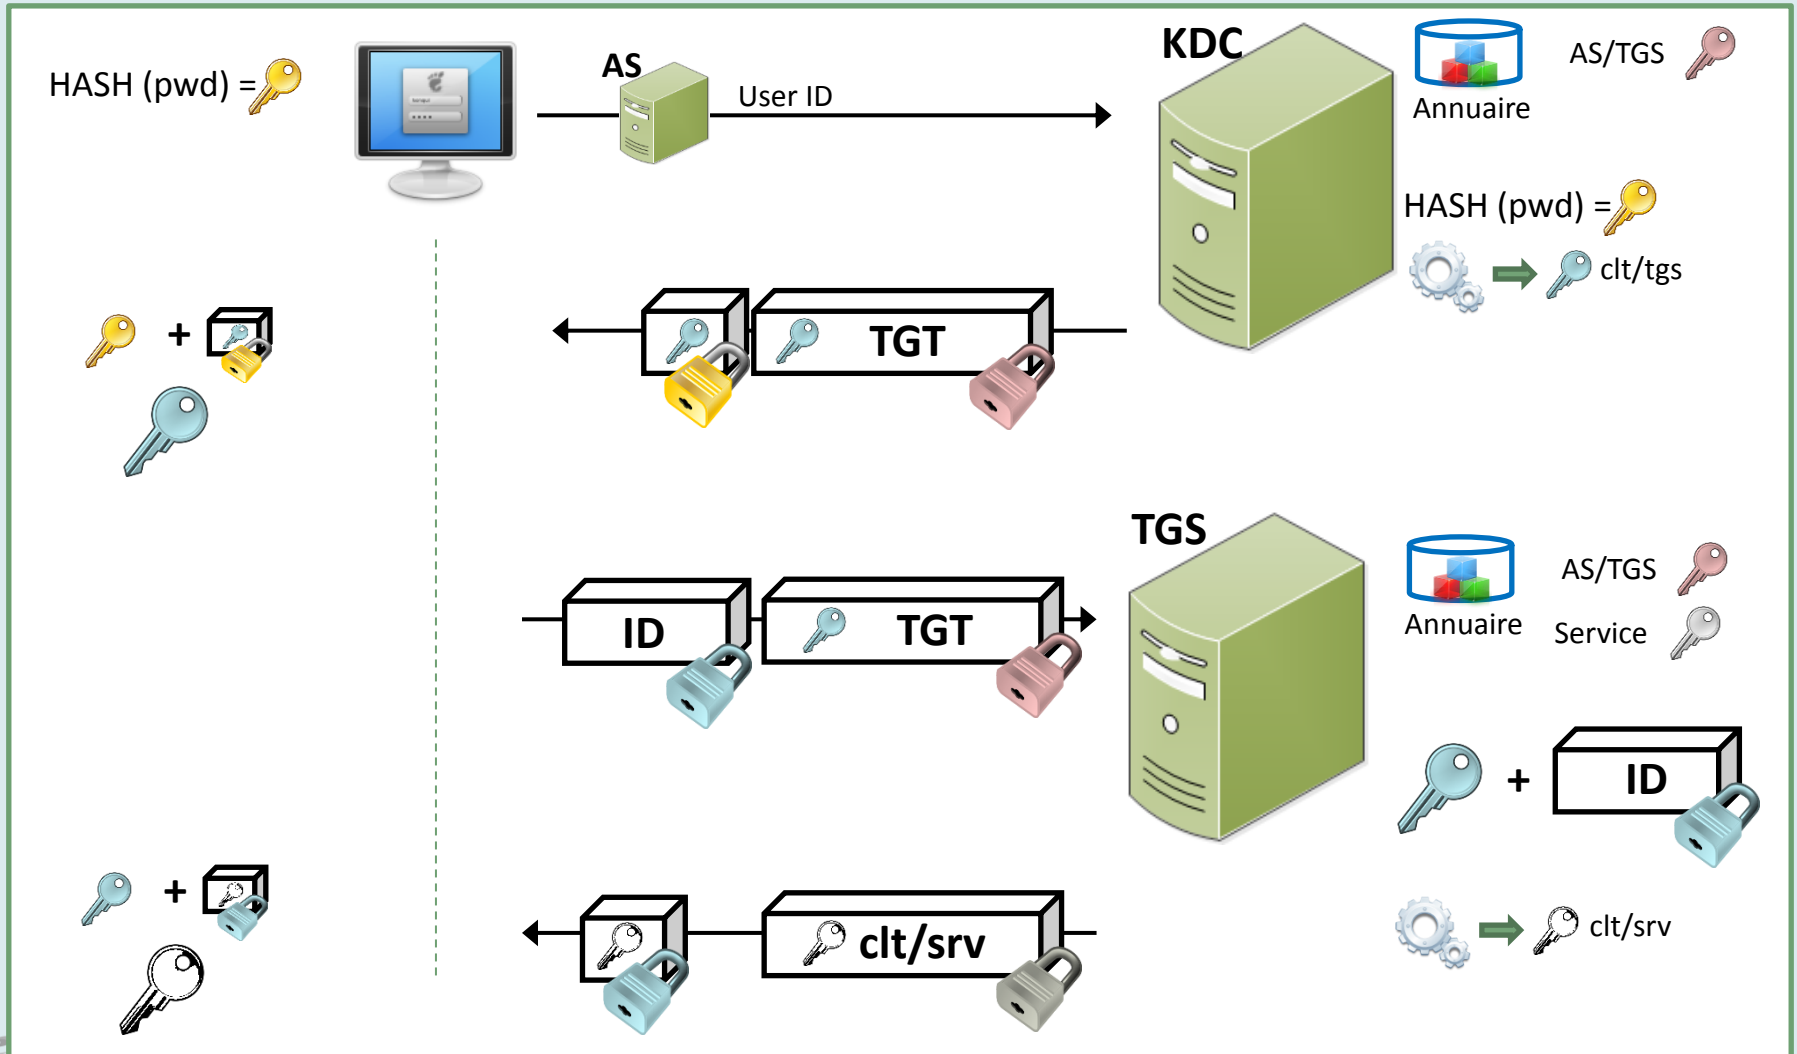 HASH (pwd) =
AS
User ID
KDC
Annuaire
AS/TGS
HASH (pwd) =
clt/tgs
+
TGT
ID
TGT
TGS
Annuaire
AS/TGS
Service
+
ID
+
clt/srv
clt/srv